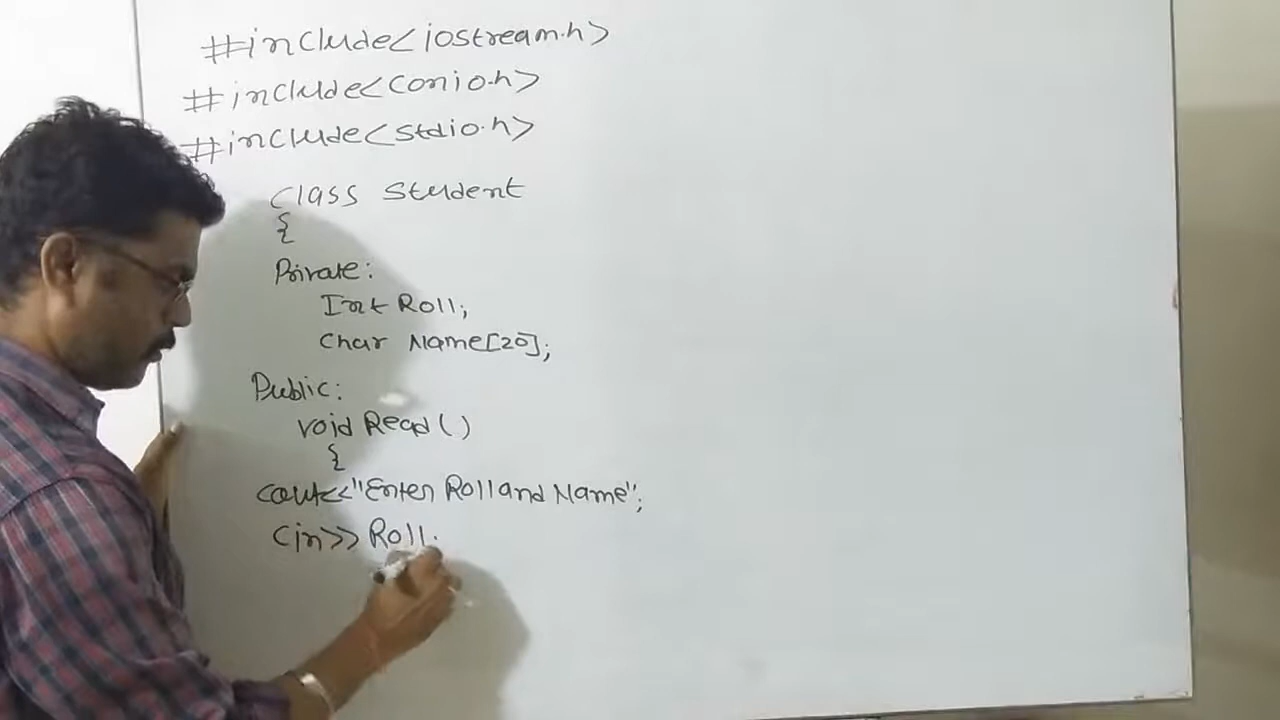 #include<iostream.h>
#include<conio.h>
#include<stdio.h>
Class Student
{
Private:
Int Roll;
Char Name[20];
Public:
void Read()
{
cout<<"Enter Roll and Name";
Cin>>Roll;